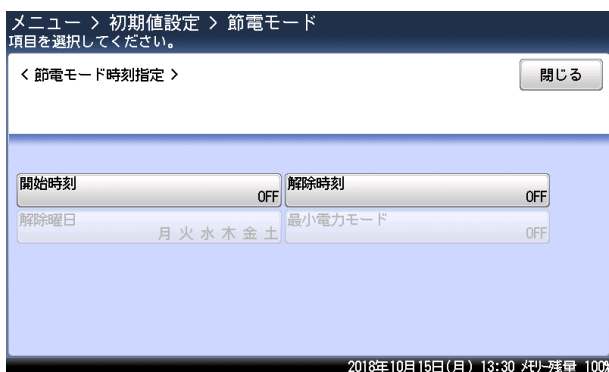 メニュー > 初期値設定 > 節電モード
項目を選択してください。
< 節電モード時刻指定 >
閉じる
開始時刻
OFF
解除時刻
OFF
解除曜日
月 火 水 木 金 土
最小電力モード
OFF
2018年10月15日(月) 13:30 メモリー残量 100%